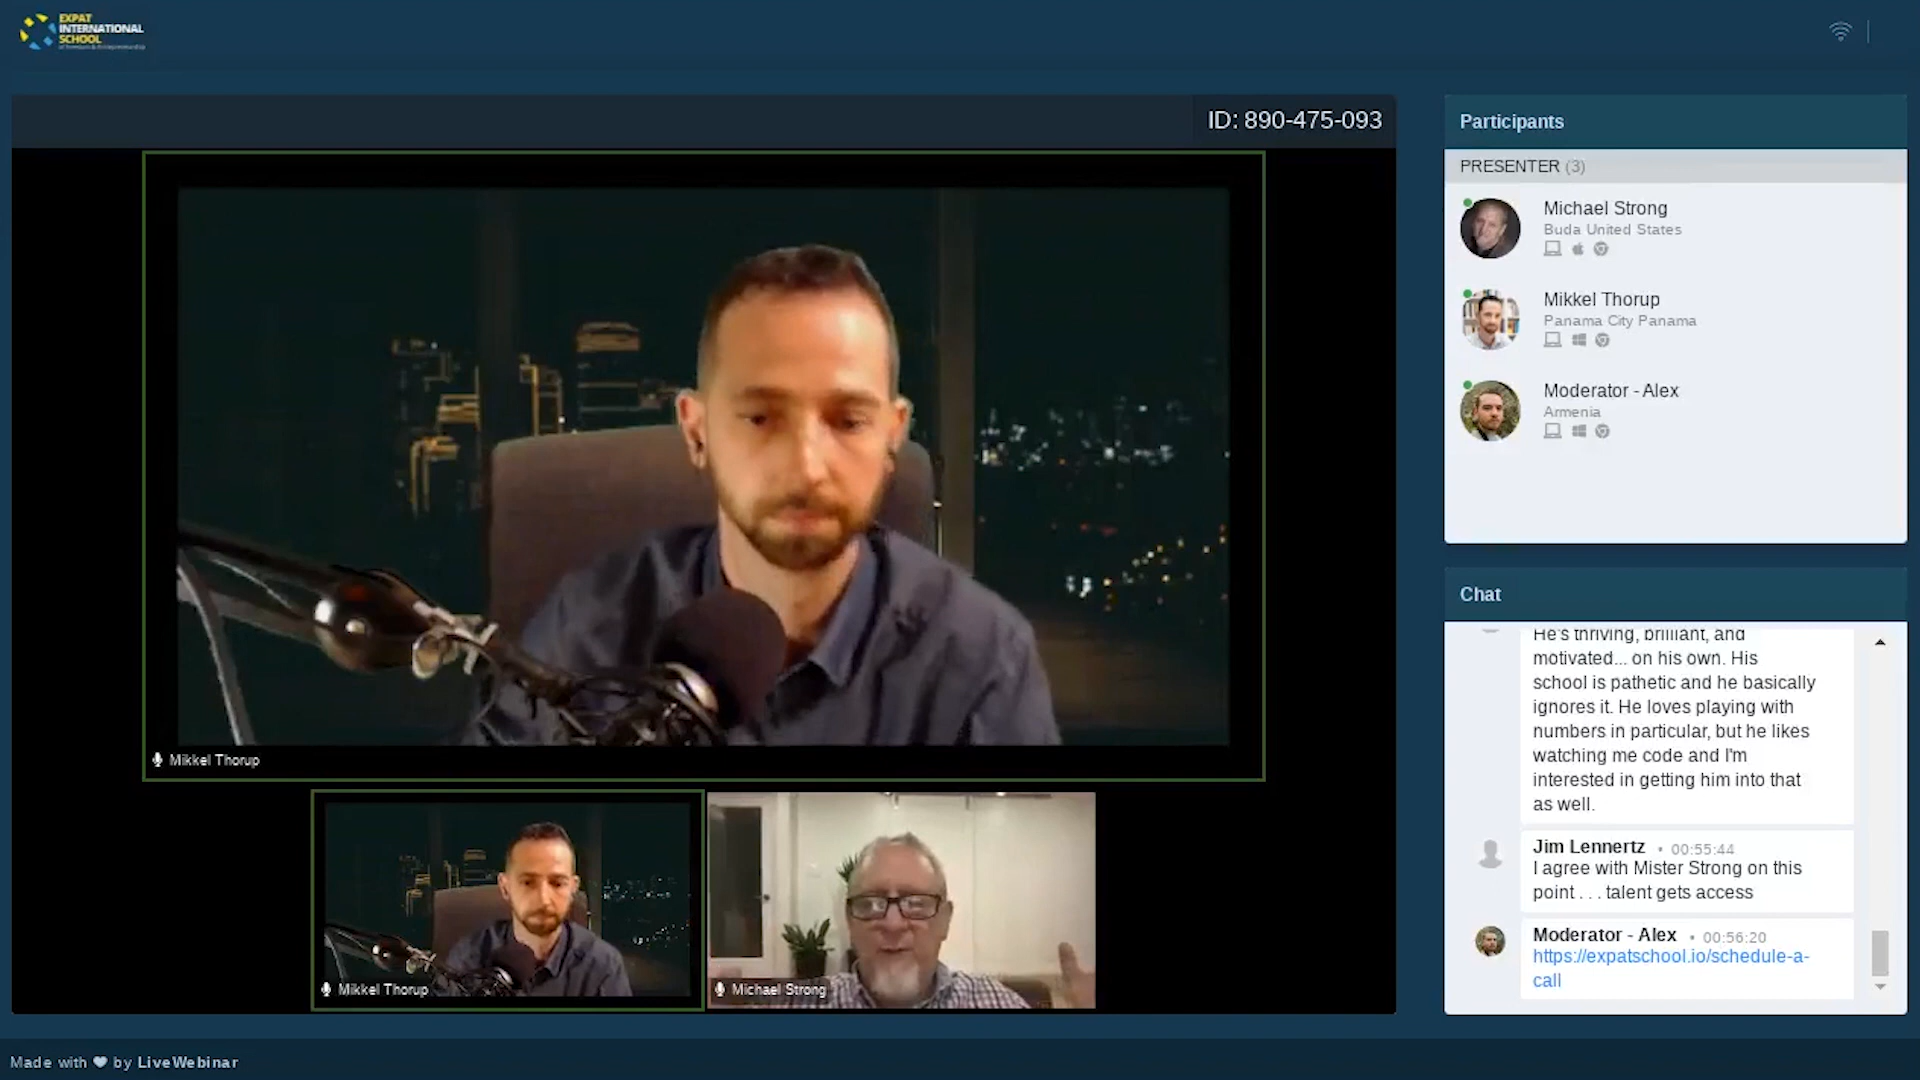 EXPAT
INTERNATIONAL
SCHOOL
ID: 890-475-093
Mikkel Thorup
Mikkel Thorup
Michael Strong
Participants
PRESENTER (3)
Michael Strong
Buda United States
Mikkel Thorup
Panama City Panama
Moderator - Alex
Armenia
Chat
He's thriving, brilliant, and
motivated... on his own. His
school is pathetic and he basically
ignores it. He loves playing with
numbers in particular, but he likes
watching me code and I'm
interested in getting him into that
as well.
Jim Lennertz • 00:55:44
I agree with Mister Strong on this
point . . . talent gets access
Moderator - Alex • 00:56:20
https://expatschool.io/schedule-a-
call
Made with ❤ by LiveWebinar